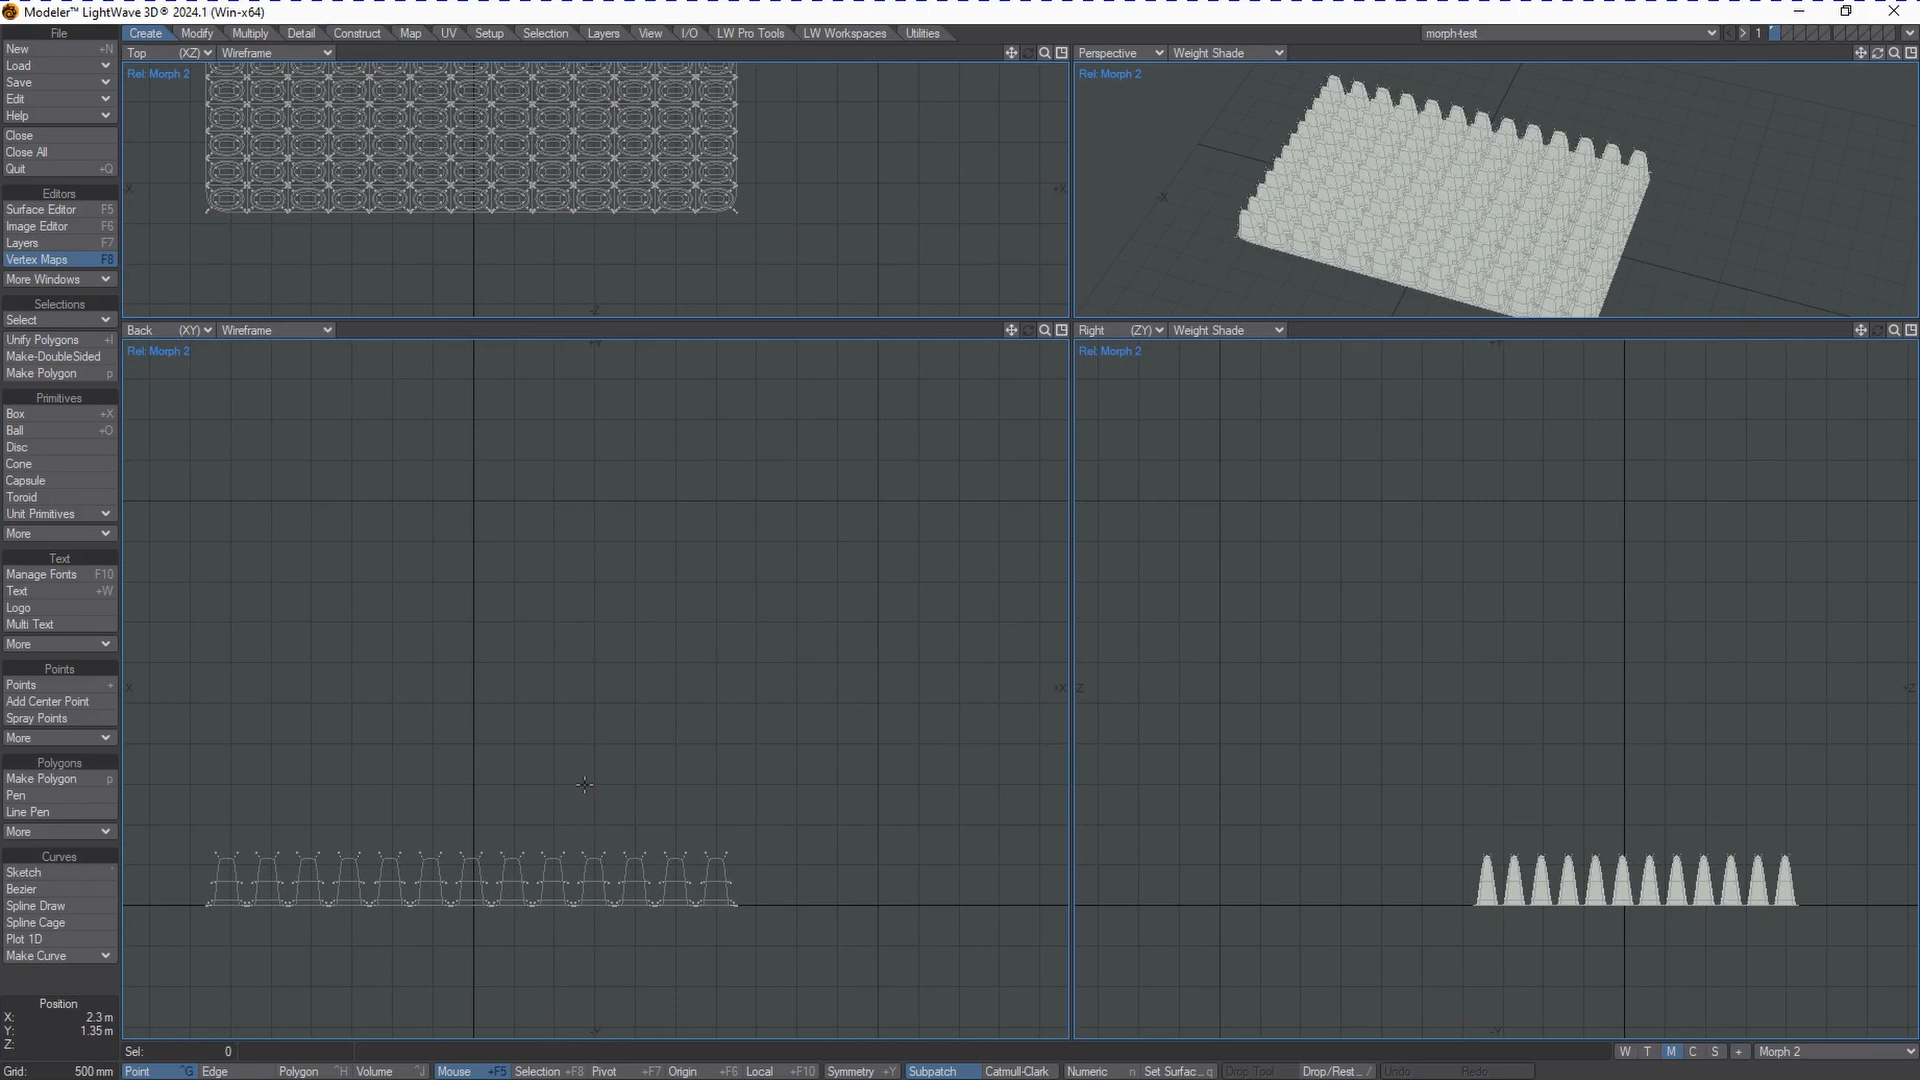 Modeler™ LightWave 3D® 2024.1 (Win-x64)
File Create Modify Multiply Detail Construct Map UV Setup Selection Layers View I/O LW Pro Tools LW Workspaces Utilities morph-test 1
New +N
Load
Save
Edit
Help
Close
Close All
Quit +Q
Editors
Surface Editor F5
Image Editor F6
Layers F7
Vertex Maps F8
More Windows
Selections
Select
Unify Polygons +I
Make-DoubleSided
Make Polygon p
Primitives
Box +X
Ball +O
Disc
Cone
Capsule
Toroid
Unit Primitives
More
Text
Manage Fonts F10
Text +W
Logo
Multi Text
More
Points
Points +
Add Center Point
Spray Points
More
Polygons
Make Polygon p
Pen
Line Pen
More
Curves
Sketch
Bezier
Spline Draw
Spline Cage
Plot 1D
Make Curve
Position
X: 2.3 m
Y: 1.35 m
Z:
Grid: 500 mm
Top (XZ) Wireframe
Rel: Morph 2
X +X
-Z
Perspective Weight Shade
Rel: Morph 2
-X
Back (XY) Wireframe
Rel: Morph 2
+Y
X +X
-Y
Right (ZY) Weight Shade
Rel: Morph 2
+Y
Z +Z
-Y
Sel: 0 W T M C S + Morph 2
Point ^G Edge Polygon ^H Volume ^J Mouse +F5 Selection +F8 Pivot +F7 Origin +F6 Local +F10 Symmetry +Y Subpatch Catmull-Clark Numeric n Set Surfac... q Drop Tool Drop/Rest... / Undo Redo